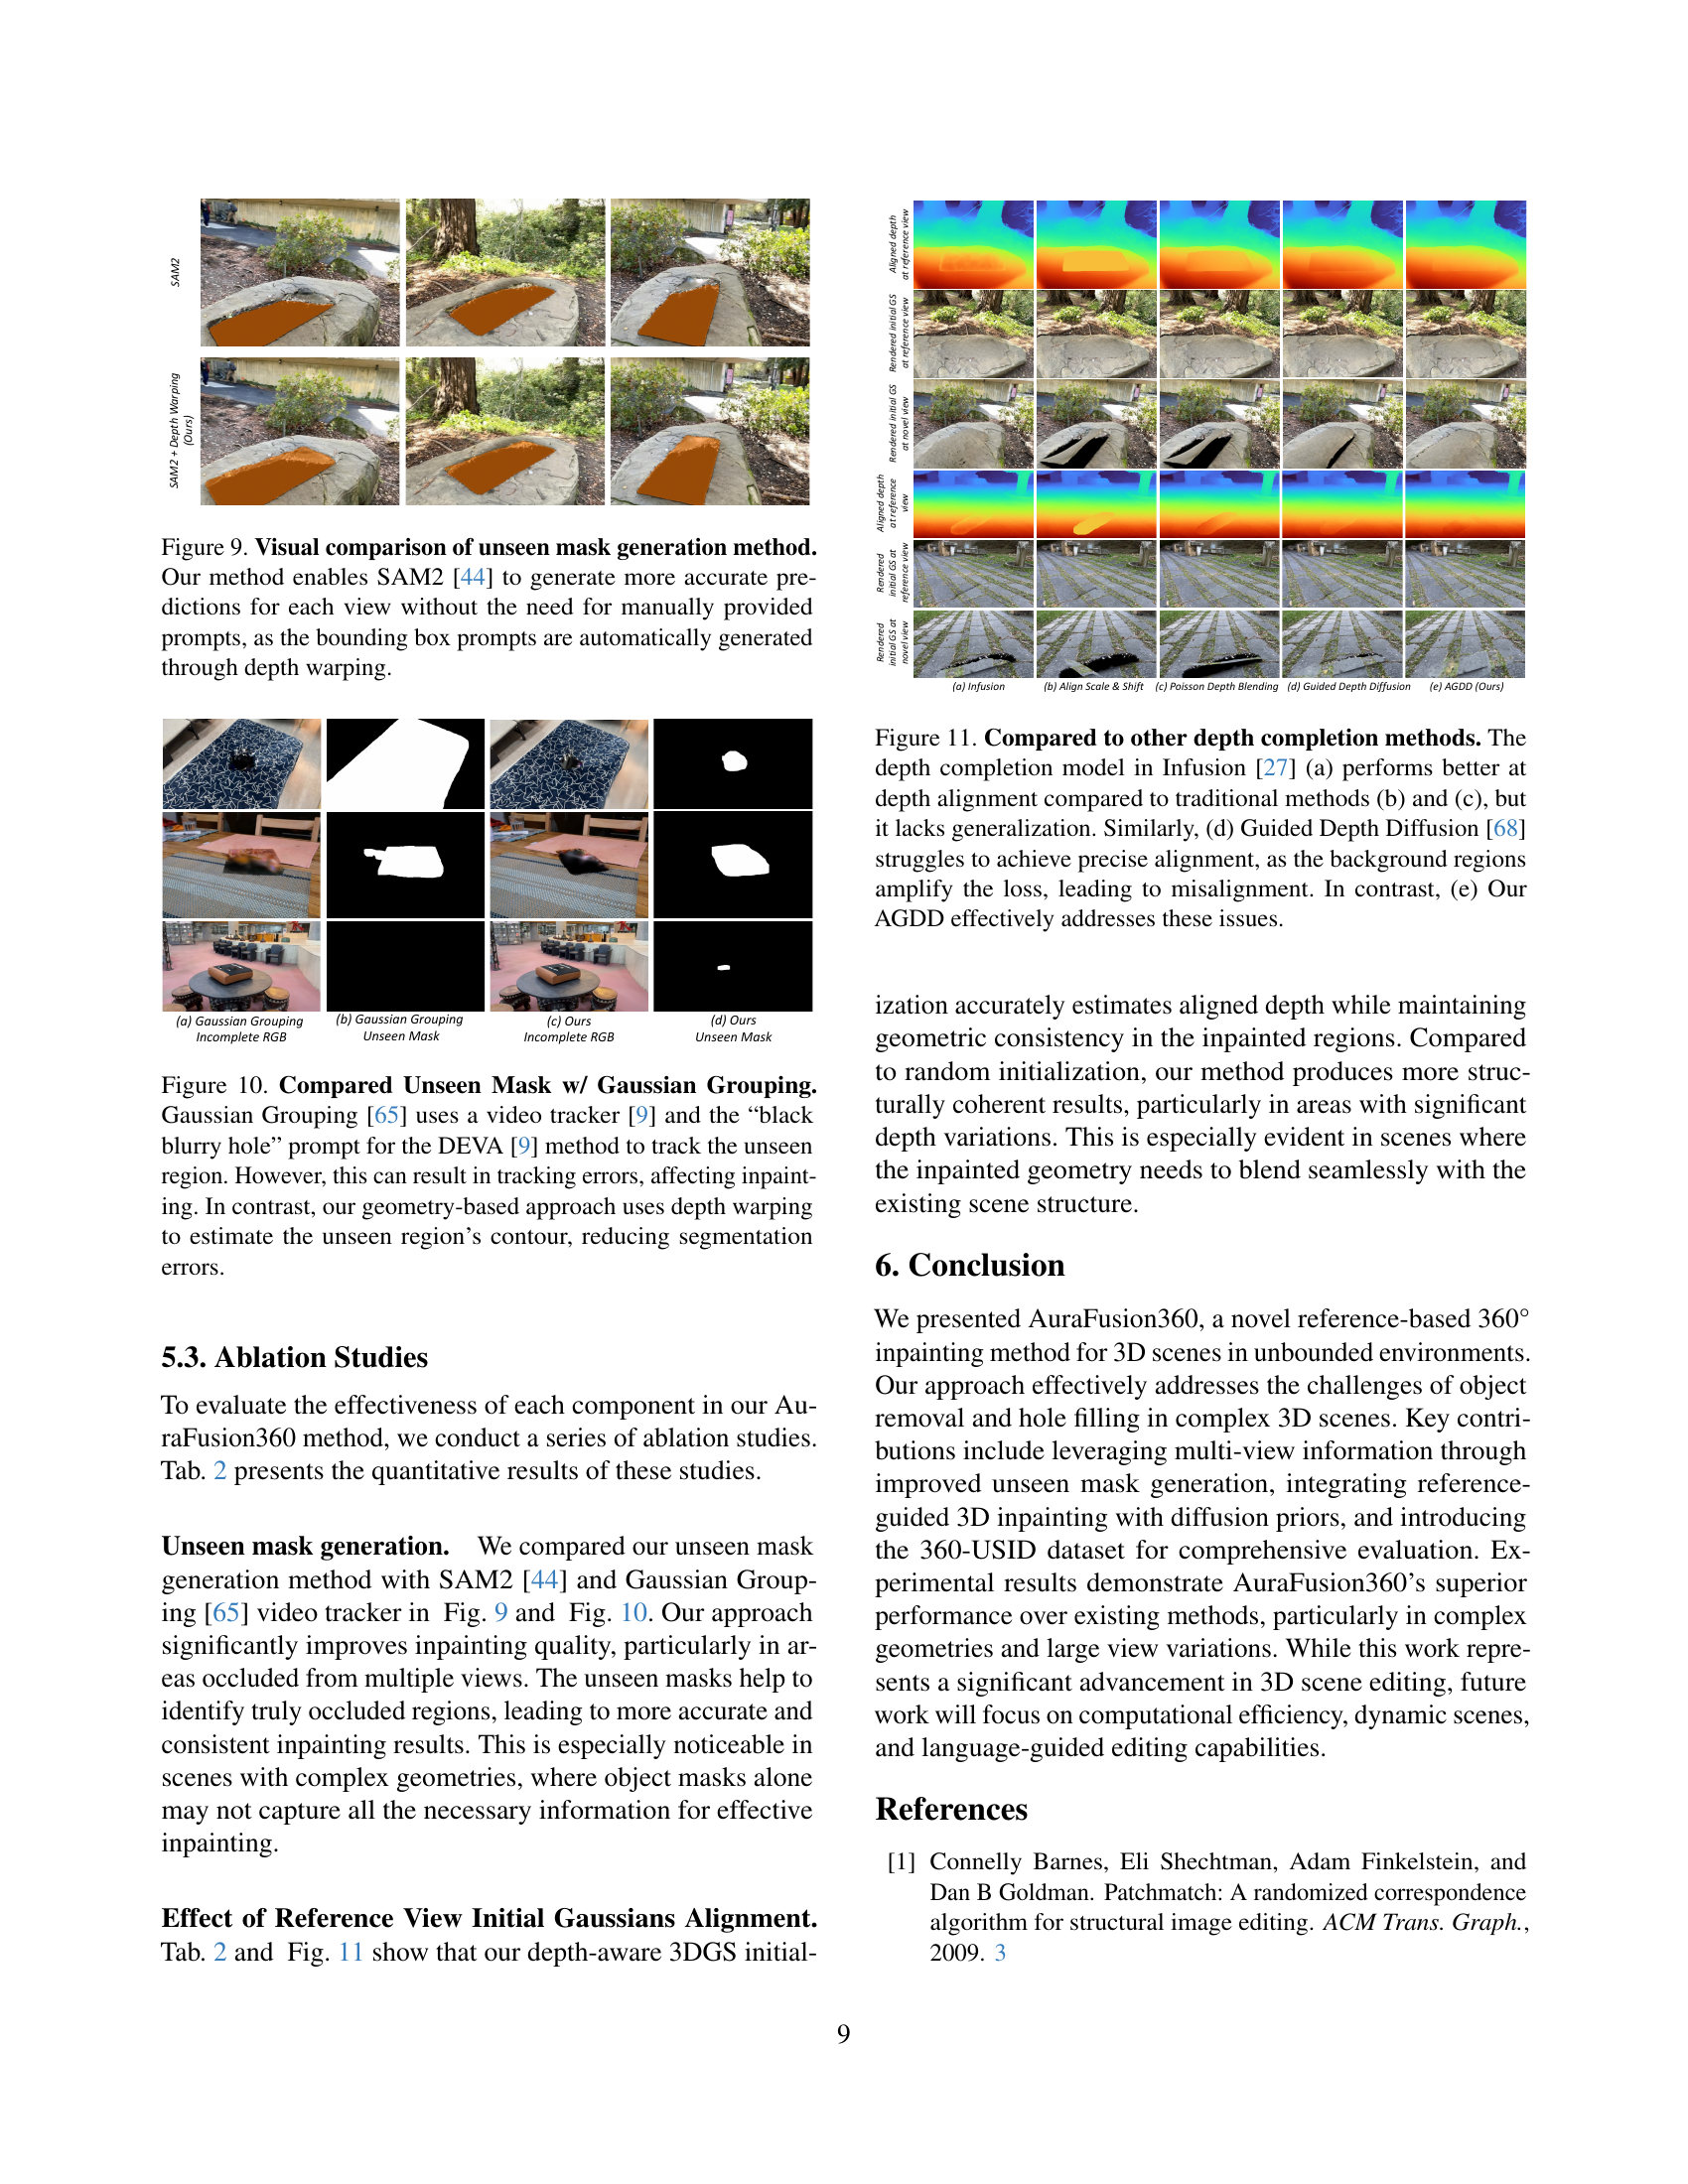 SAM2
SAM2 + Depth Warping
(Ours)
Figure 9. Visual comparison of unseen mask generation method.
Our method enables SAM2 [44] to generate more accurate pre-
dictions for each view without the need for manually provided
prompts, as the bounding box prompts are automatically generated
through depth warping.
(a) Gaussian Grouping
Incomplete RGB
(b) Gaussian Grouping
Unseen Mask
(c) Ours
Incomplete RGB
(d) Ours
Unseen Mask
Figure 10. Compared Unseen Mask w/ Gaussian Grouping.
Gaussian Grouping [65] uses a video tracker [9] and the “black
blurry hole” prompt for the DEVA [9] method to track the unseen
region. However, this can result in tracking errors, affecting inpaint-
ing. In contrast, our geometry-based approach uses depth warping
to estimate the unseen region’s contour, reducing segmentation
errors.
5.3. Ablation Studies
To evaluate the effectiveness of each component in our Au-
raFusion360 method, we conduct a series of ablation studies.
Tab. 2 presents the quantitative results of these studies.
Unseen mask generation. We compared our unseen mask
generation method with SAM2 [44] and Gaussian Group-
ing [65] video tracker in Fig. 9 and Fig. 10. Our approach
significantly improves inpainting quality, particularly in ar-
eas occluded from multiple views. The unseen masks help to
identify truly occluded regions, leading to more accurate and
consistent inpainting results. This is especially noticeable in
scenes with complex geometries, where object masks alone
may not capture all the necessary information for effective
inpainting.
Effect of Reference View Initial Gaussians Alignment.
Tab. 2 and Fig. 11 show that our depth-aware 3DGS initial-
Aligned depth
at reference view
Rendered initial GS
at reference view
Rendered initial GS
at novel view
Aligned depth
at reference
view
Rendered
initial GS at
reference view
Rendered
initial GS at
novel view
(a) Infusion
(b) Align Scale & Shift
(c) Poisson Depth Blending
(d) Guided Depth Diffusion
(e) AGDD (Ours)
Figure 11. Compared to other depth completion methods. The
depth completion model in Infusion [27] (a) performs better at
depth alignment compared to traditional methods (b) and (c), but
it lacks generalization. Similarly, (d) Guided Depth Diffusion [68]
struggles to achieve precise alignment, as the background regions
amplify the loss, leading to misalignment. In contrast, (e) Our
AGDD effectively addresses these issues.
ization accurately estimates aligned depth while maintaining
geometric consistency in the inpainted regions. Compared
to random initialization, our method produces more struc-
turally coherent results, particularly in areas with significant
depth variations. This is especially evident in scenes where
the inpainted geometry needs to blend seamlessly with the
existing scene structure.
6. Conclusion
We presented AuraFusion360, a novel reference-based 360°
inpainting method for 3D scenes in unbounded environments.
Our approach effectively addresses the challenges of object
removal and hole filling in complex 3D scenes. Key contri-
butions include leveraging multi-view information through
improved unseen mask generation, integrating reference-
guided 3D inpainting with diffusion priors, and introducing
the 360-USID dataset for comprehensive evaluation. Ex-
perimental results demonstrate AuraFusion360’s superior
performance over existing methods, particularly in complex
geometries and large view variations. While this work repre-
sents a significant advancement in 3D scene editing, future
work will focus on computational efficiency, dynamic scenes,
and language-guided editing capabilities.
References
[1] Connelly Barnes, Eli Shechtman, Adam Finkelstein, and
Dan B Goldman. Patchmatch: A randomized correspondence
algorithm for structural image editing. ACM Trans. Graph.,
2009. 3
9